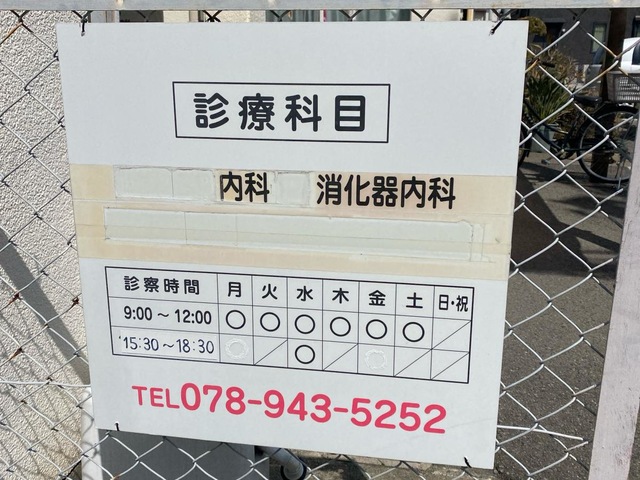 診療科目
内科 消化器内科
診察時間 月 火 水 木 金 土 日・祝
9:00～12:00 ○ ○ ○ ○ ○ ○ ／
15:30～18:30 ○ ／ ○ ／ ○ ／ ／
TEL078-943-5252